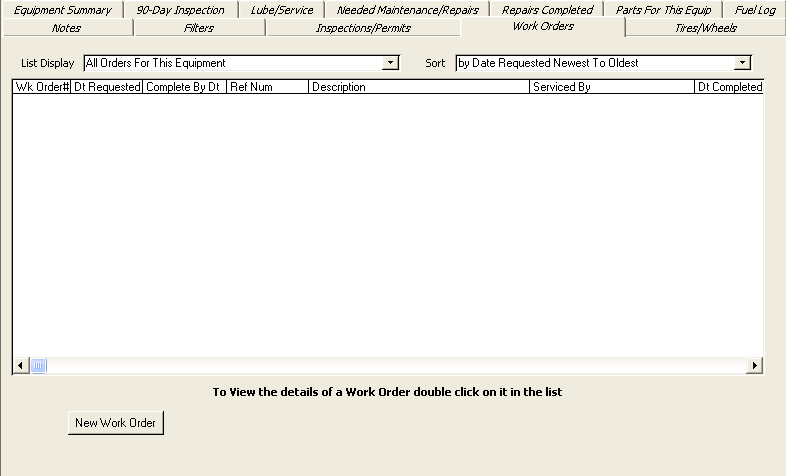 Equipment Summary 90-Day Inspection Lube/Service Needed Maintenance/Repairs Repairs Completed Parts For This Equip Fuel Log
Notes Filters Inspections/Permits Work Orders Tires/Wheels
List Display All Orders For This Equipment Sort by Date Requested Newest To Oldest
Wk Order# Dt Requested Complete By Dt Ref Num Description Serviced By Dt Completed
To View the details of a Work Order double click on it in the list
New Work Order